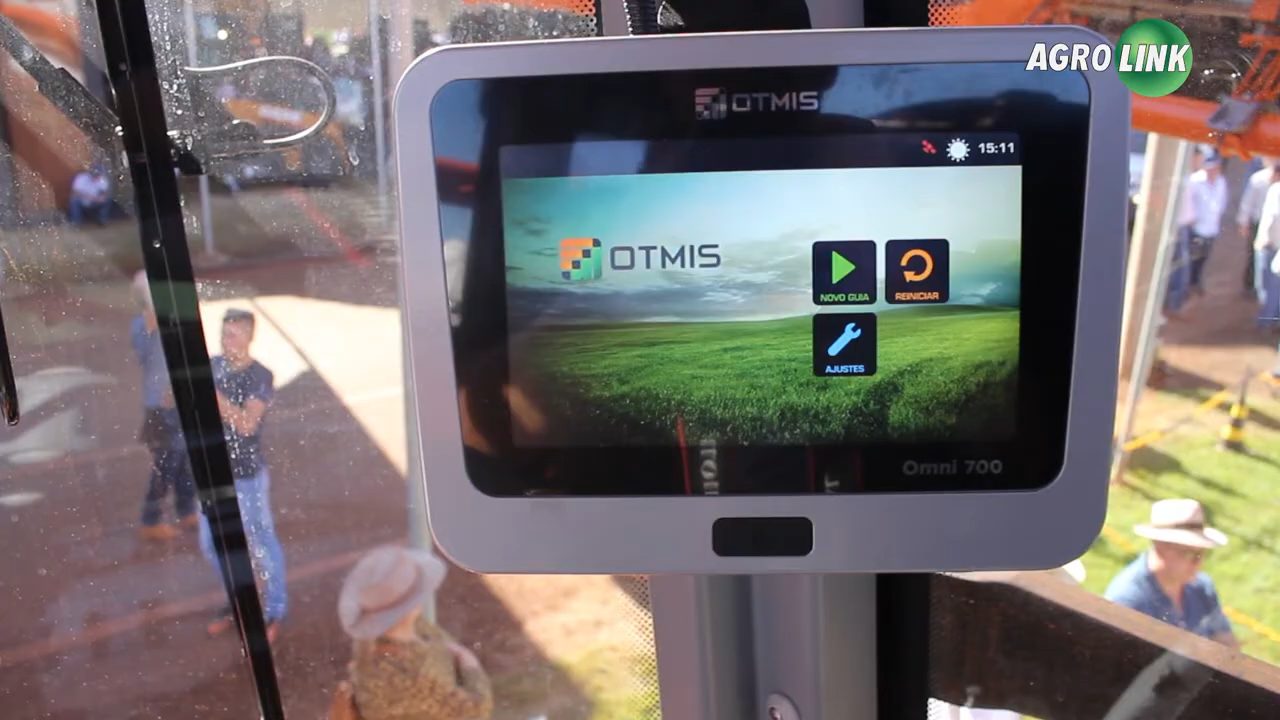 AGRO LINK
OTMIS
15:11
OTMIS
NOVO GUIA
REINICIAR
AJUSTES
Omni 700